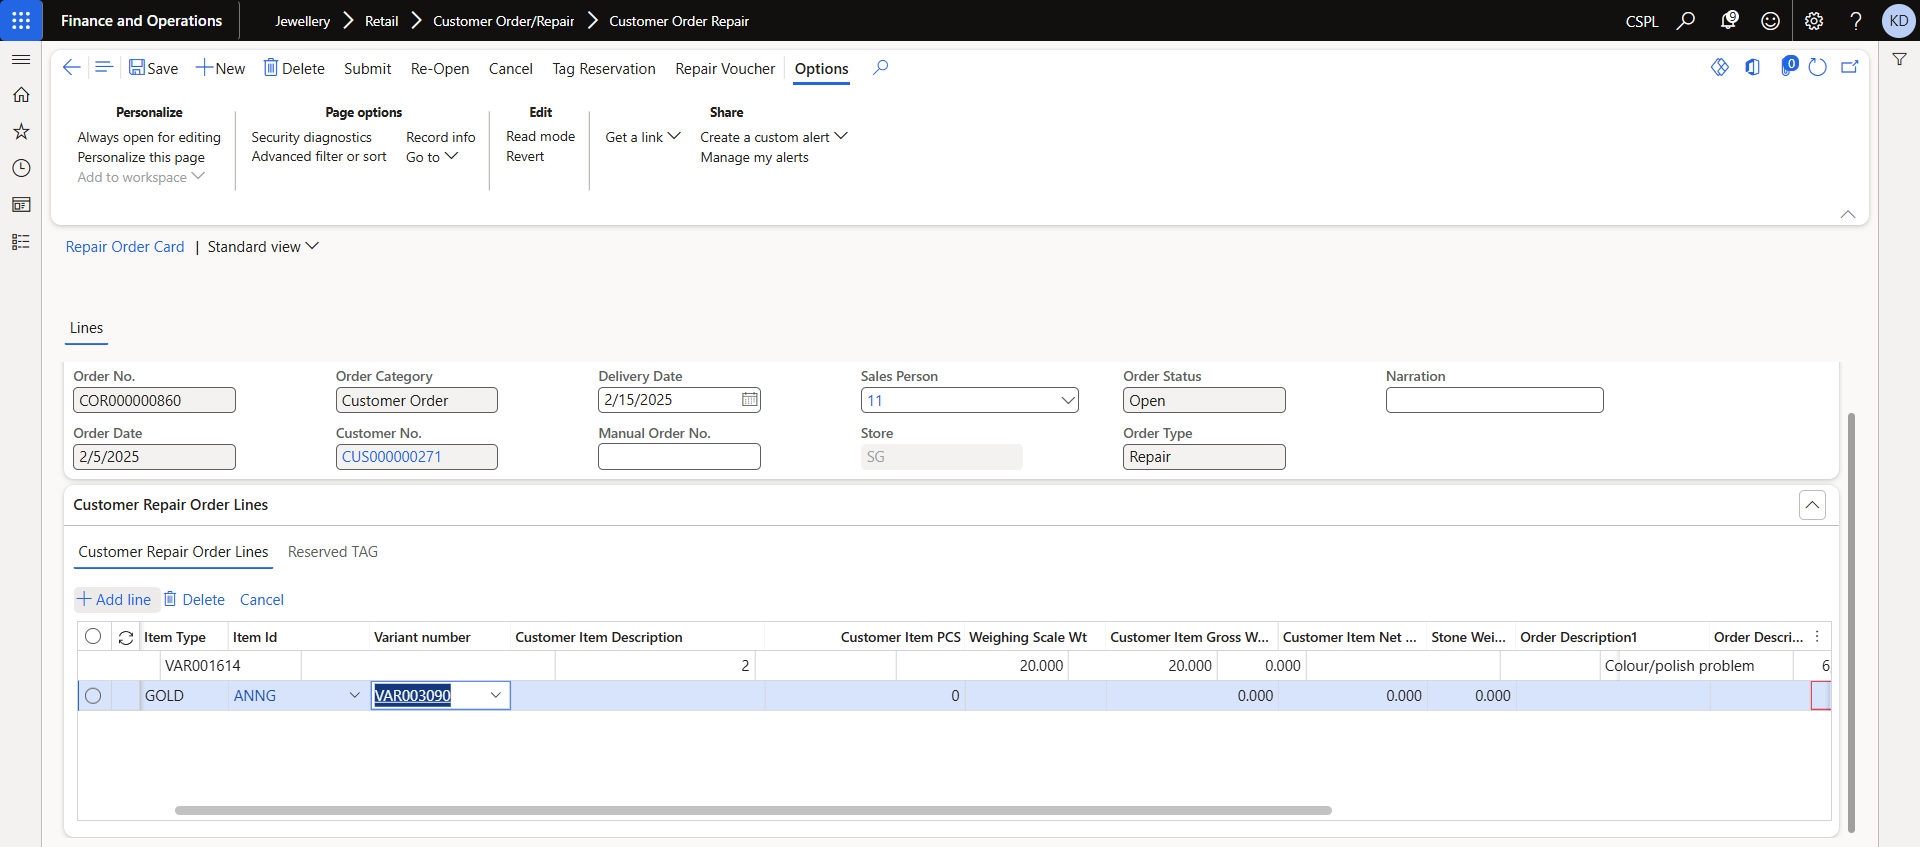 Finance and Operations
Jewellery
Retail
Customer Order/Repair
Customer Order Repair
CSPL
9
KD
Save
New
Delete
Submit
Re-Open
Cancel
Tag Reservation
Repair Voucher
Options
0
Personalize
Always open for editing
Personalize this page
Add to workspace
Page options
Security diagnostics
Advanced filter or sort
Record info
Go to
Edit
Read mode
Revert
Share
Get a link
Create a custom alert
Manage my alerts
Repair Order Card | Standard view
Lines
Order No. Order Category Delivery Date Sales Person Order Status Narration
COR000000860 Customer Order 2/15/2025 11 Open
Order Date Customer No. Manual Order No. Store Order Type
2/5/2025 CUS000000271 SG Repair
Customer Repair Order Lines
Customer Repair Order Lines Reserved TAG
Add line Delete Cancel
Item Type Item Id Variant number Customer Item Description Customer Item PCS Weighing Scale Wt Customer Item Gross W... Customer Item Net ... Stone Wei... Order Description1 Order Descri...
VAR001614 2 20.000 20.000 0.000 Colour/polish problem 6
GOLD ANNG VAR003090 0 0.000 0.000 0.000